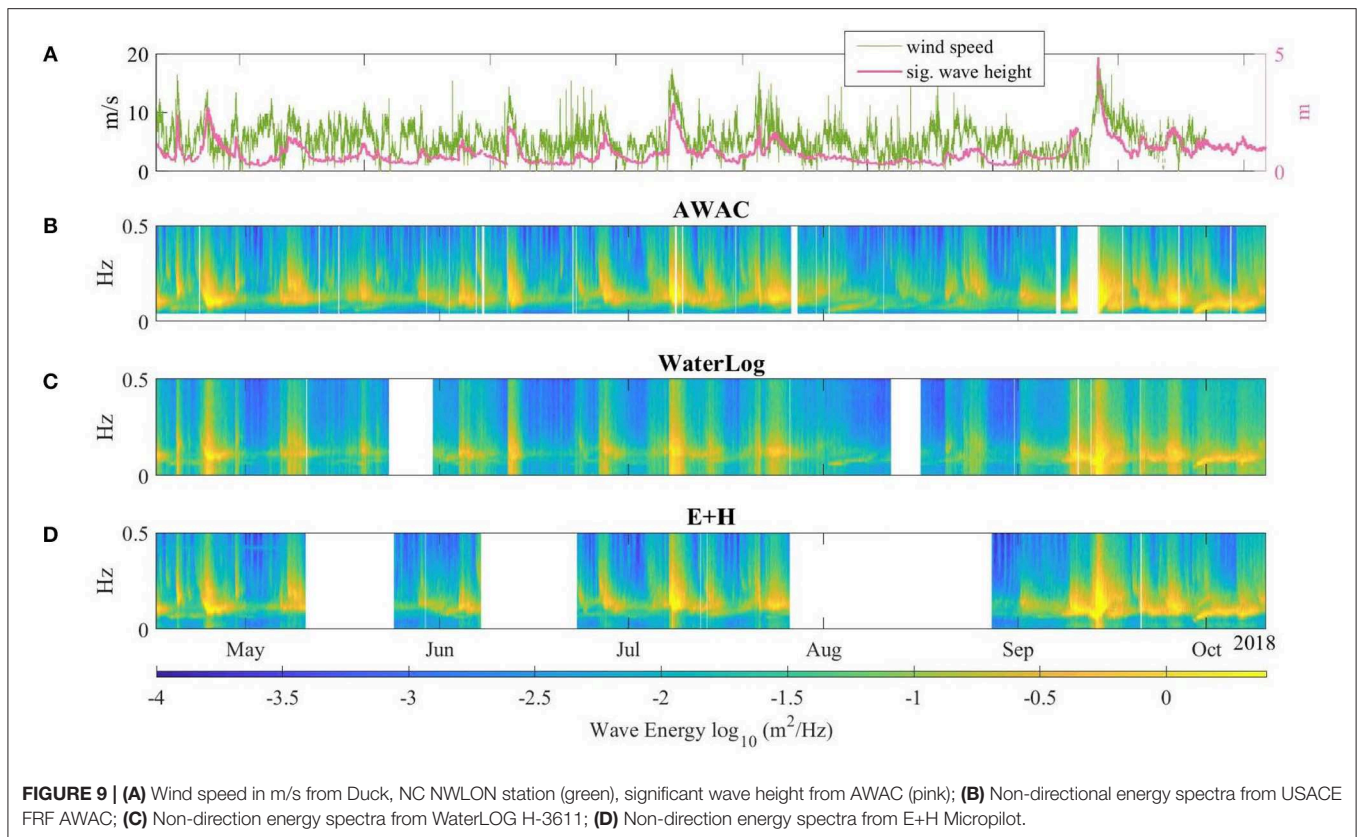 A
20
10
0
m/s
wind speed
sig. wave height
5
0
m
AWAC
B
0.5
0
Hz
WaterLog
C
0.5
0
Hz
E+H
D
0.5
0
Hz
May Jun Jul Aug Sep Oct 2018
-4 -3.5 -3 -2.5 -2 -1.5 -1 -0.5 0
Wave Energy log10 (m2/Hz)
FIGURE 9 | (A) Wind speed in m/s from Duck, NC NWLON station (green), significant wave height from AWAC (pink); (B) Non-directional energy spectra from USACE
FRF AWAC; (C) Non-direction energy spectra from WaterLOG H-3611; (D) Non-direction energy spectra from E+H Micropilot.